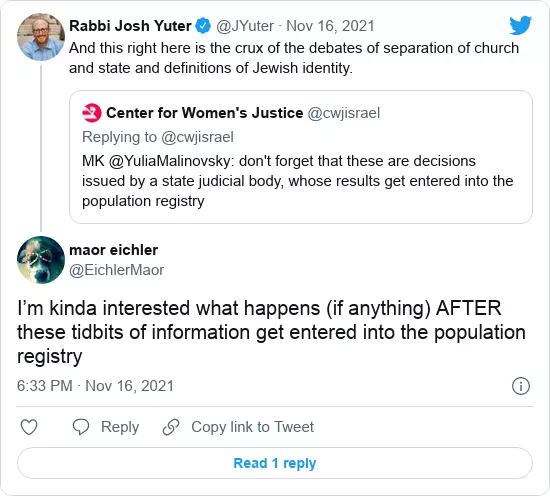 Rabbi Josh Yuter @JYuter · Nov 16, 2021
And this right here is the crux of the debates of separation of church
and state and definitions of Jewish identity.
Center for Women's Justice @cwjisrael
Replying to @cwjisrael
MK @YuliaMalinovsky: don't forget that these are decisions
issued by a state judicial body, whose results get entered into the
population registry
maor eichler
@EichlerMaor
I’m kinda interested what happens (if anything) AFTER
these tidbits of information get entered into the population
registry
6:33 PM · Nov 16, 2021
Reply Copy link to Tweet
Read 1 reply